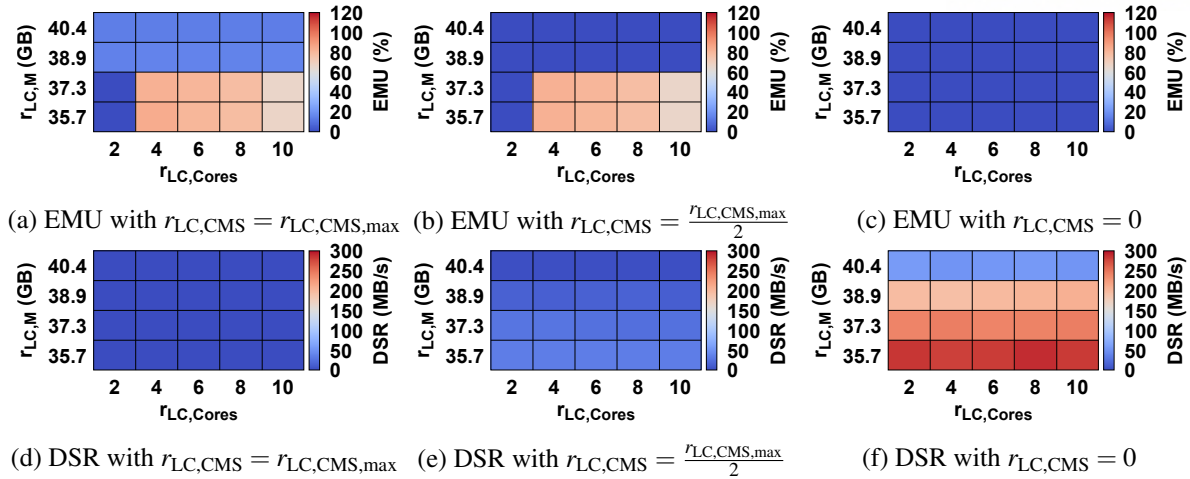 r_LC,M (GB)
40.4
38.9
37.3
35.7
2 4 6 8 10
r_LC,Cores
120
100
80
60
40
20
0
EMU (%)
(a) EMU with r_LC,CMS = r_LC,CMS,max
r_LC,M (GB)
40.4
38.9
37.3
35.7
2 4 6 8 10
r_LC,Cores
120
100
80
60
40
20
0
EMU (%)
(b) EMU with r_LC,CMS = r_LC,CMS,max / 2
r_LC,M (GB)
40.4
38.9
37.3
35.7
2 4 6 8 10
r_LC,Cores
120
100
80
60
40
20
0
EMU (%)
(c) EMU with r_LC,CMS = 0
r_LC,M (GB)
40.4
38.9
37.3
35.7
2 4 6 8 10
r_LC,Cores
300
250
200
150
100
50
0
DSR (MB/s)
(d) DSR with r_LC,CMS = r_LC,CMS,max
r_LC,M (GB)
40.4
38.9
37.3
35.7
2 4 6 8 10
r_LC,Cores
300
250
200
150
100
50
0
DSR (MB/s)
(e) DSR with r_LC,CMS = r_LC,CMS,max / 2
r_LC,M (GB)
40.4
38.9
37.3
35.7
2 4 6 8 10
r_LC,Cores
300
250
200
150
100
50
0
DSR (MB/s)
(f) DSR with r_LC,CMS = 0